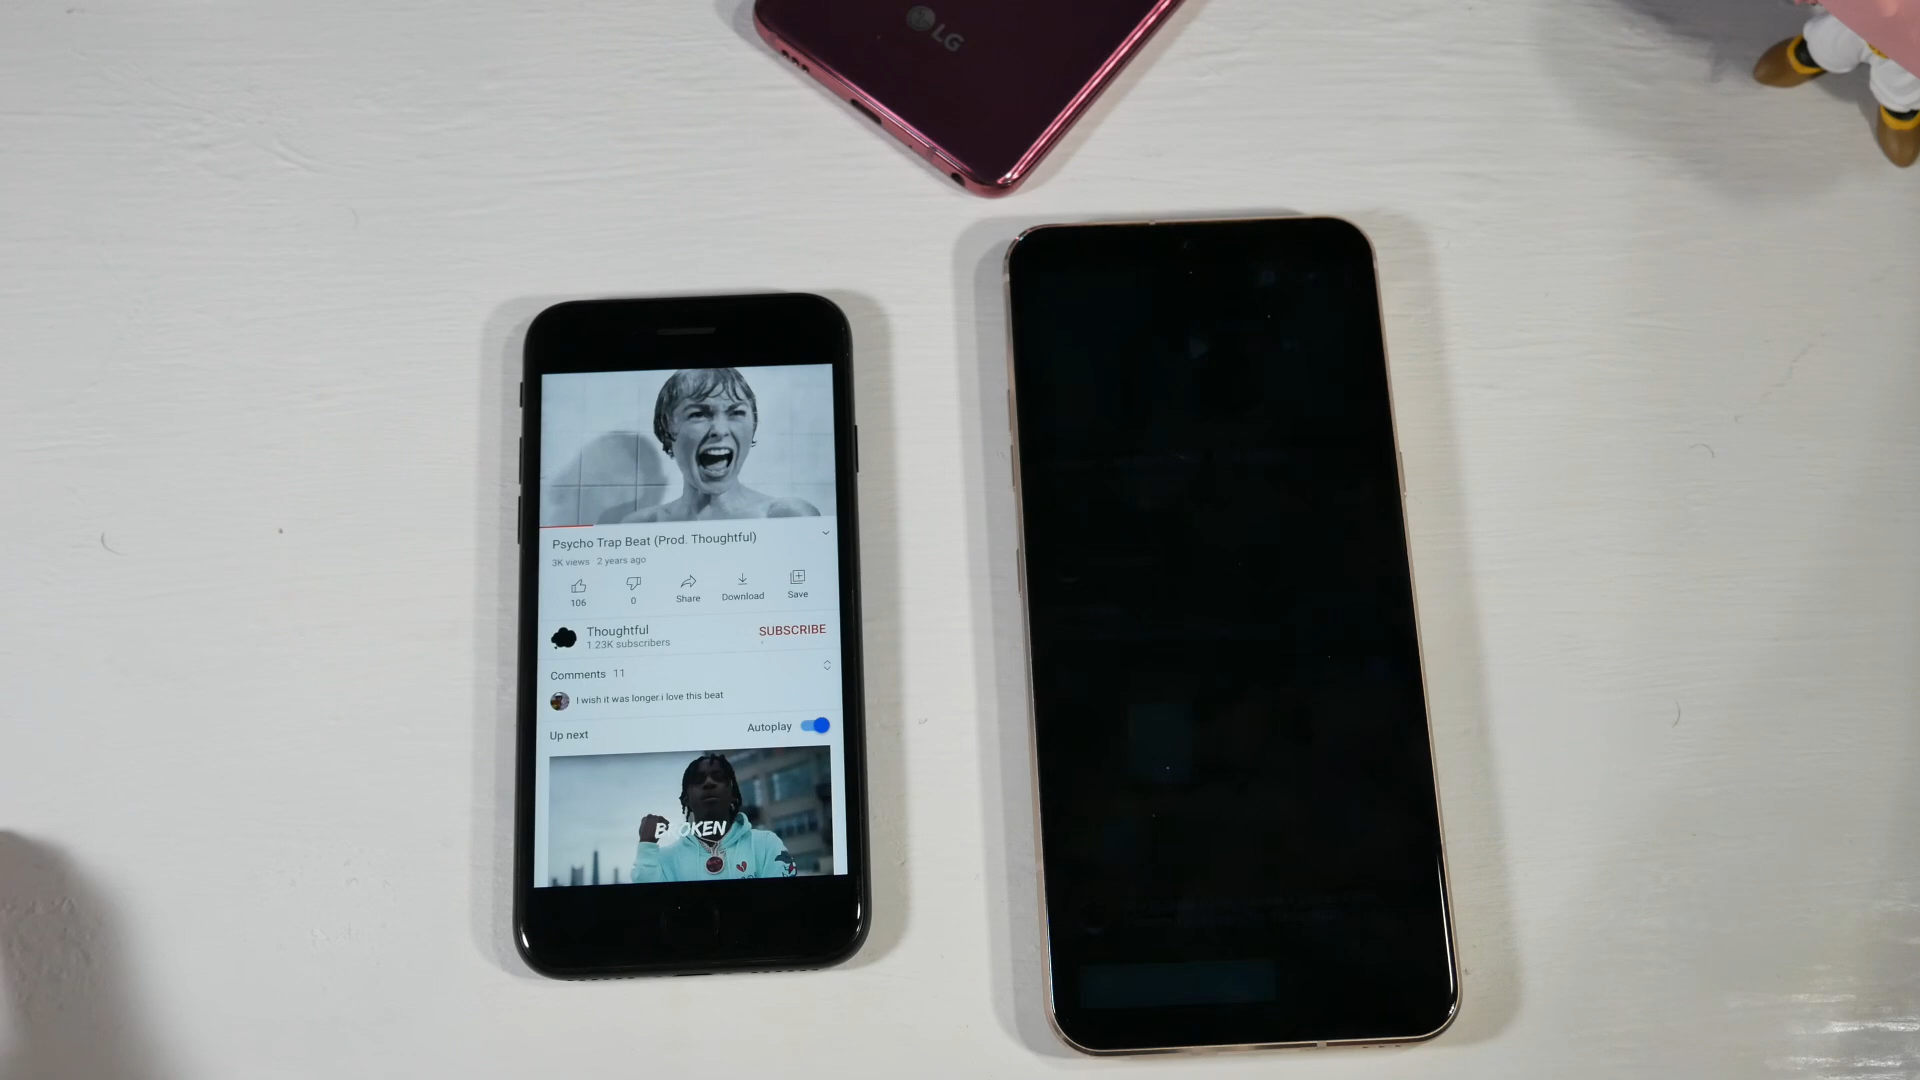 LG
Psycho Trap Beat (Prod. Thoughtful)
3K views 2 years ago
106
0
Share
Download
Save
Thoughtful
1.23K subscribers
SUBSCRIBE
Comments 11
I wish it was longer.i love this beat
Up next
Autoplay
BROKEN